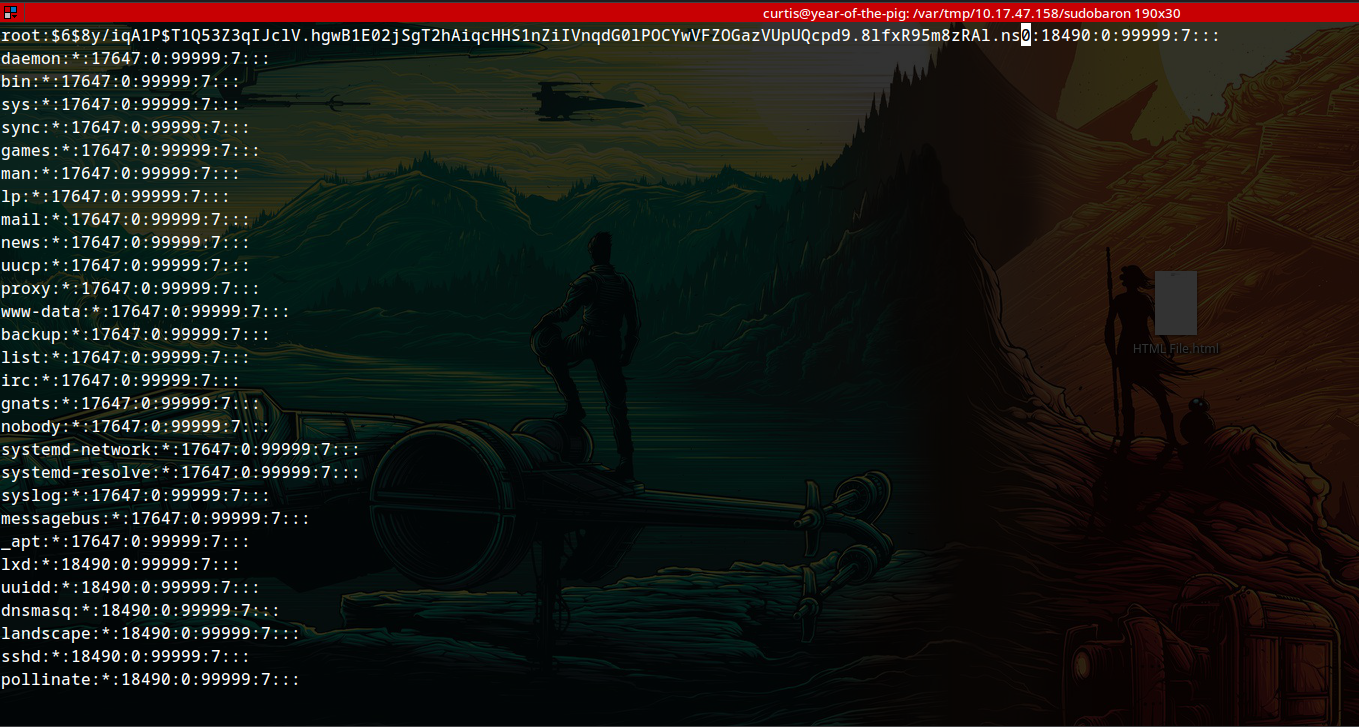 curtis@year-of-the-pig: /var/tmp/10.17.47.158/sudobaron 190x30
root:$6$8y/iqA1P$T1Q53Z3qIJclV.hgwB1E02jSgT2hAiqcHHS1nZiIVnqdG0lPOCYwVFZOGazVUpUQcpd9.8lfxR95m8zRAl.ns0:18490:0:99999:7:::
daemon:*:17647:0:99999:7:::
bin:*:17647:0:99999:7:::
sys:*:17647:0:99999:7:::
sync:*:17647:0:99999:7:::
games:*:17647:0:99999:7:::
man:*:17647:0:99999:7:::
lp:*:17647:0:99999:7:::
mail:*:17647:0:99999:7:::
news:*:17647:0:99999:7:::
uucp:*:17647:0:99999:7:::
proxy:*:17647:0:99999:7:::
www-data:*:17647:0:99999:7:::
backup:*:17647:0:99999:7:::
list:*:17647:0:99999:7:::
HTML File.html
irc:*:17647:0:99999:7:::
gnats:*:17647:0:99999:7:::
nobody:*:17647:0:99999:7:::
systemd-network:*:17647:0:99999:7:::
systemd-resolve:*:17647:0:99999:7:::
syslog:*:17647:0:99999:7:::
messagebus:*:17647:0:99999:7:::
_apt:*:17647:0:99999:7:::
lxd:*:18490:0:99999:7:::
uuidd:*:18490:0:99999:7:::
dnsmasq:*:18490:0:99999:7:::
landscape:*:18490:0:99999:7:::
sshd:*:18490:0:99999:7:::
pollinate:*:18490:0:99999:7:::